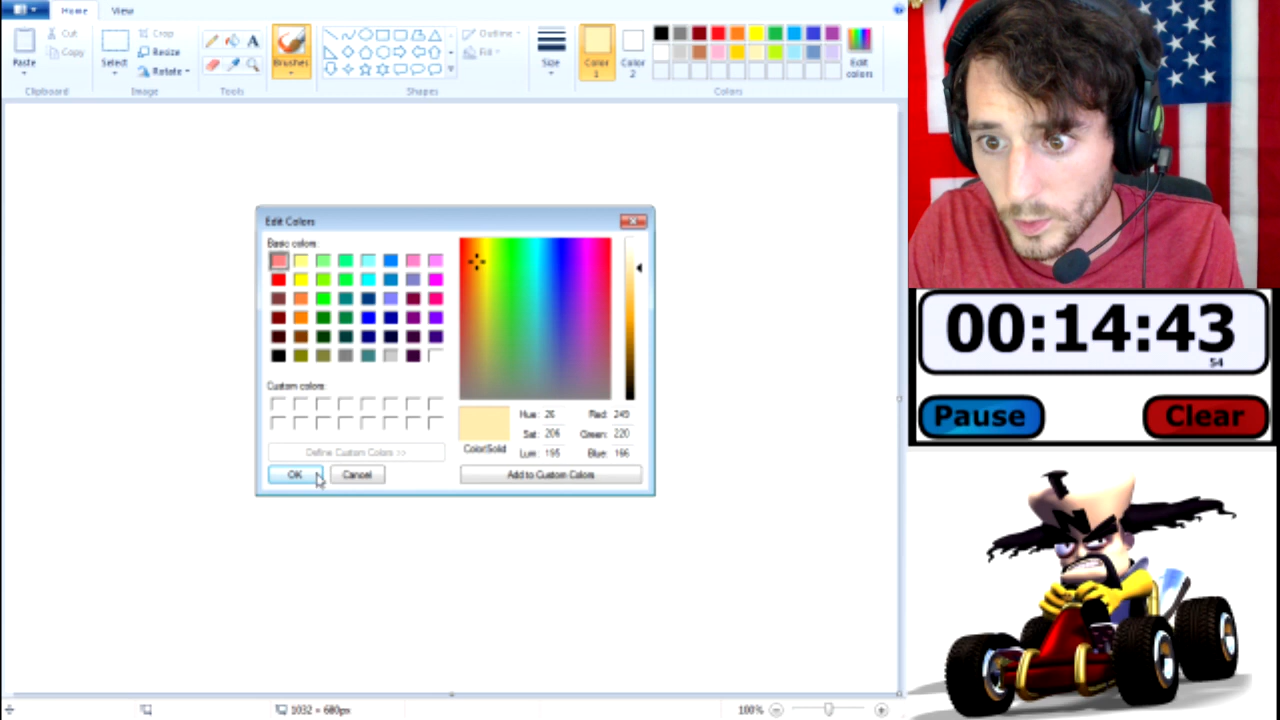 Home View
Paste
Cut
Copy
Clipboard
Select
Crop
Resize
Rotate
Image
A
Tools
Brushes
Outline
Fill
Shapes
Size
Color 1
Color 2
Edit colors
Colors
Edit Colors
Basic colors:
Custom colors:
Define Custom Colors >>
OK Cancel
Color|Solid
Hue: 26 Red: 249
Sat: 206 Green: 220
Lum: 195 Blue: 166
Add to Custom Colors
00:14:43
54
Pause Clear
N
1032 × 680px
100%